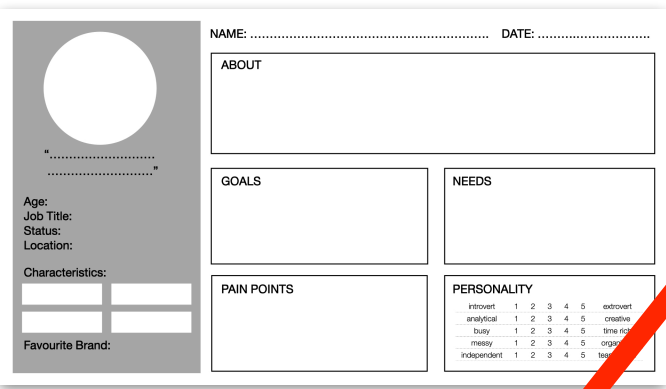 NAME: ............................................................. DATE: .............................
ABOUT
"...........................
..........................."
Age:
Job Title:
Status:
Location:
Characteristics:
Favourite Brand:
GOALS
NEEDS
PAIN POINTS
PERSONALITY
introvert 1 2 3 4 5 extrovert
analytical 1 2 3 4 5 creative
busy 1 2 3 4 5 time rich
messy 1 2 3 4 5
independent 1 2 3 4 5